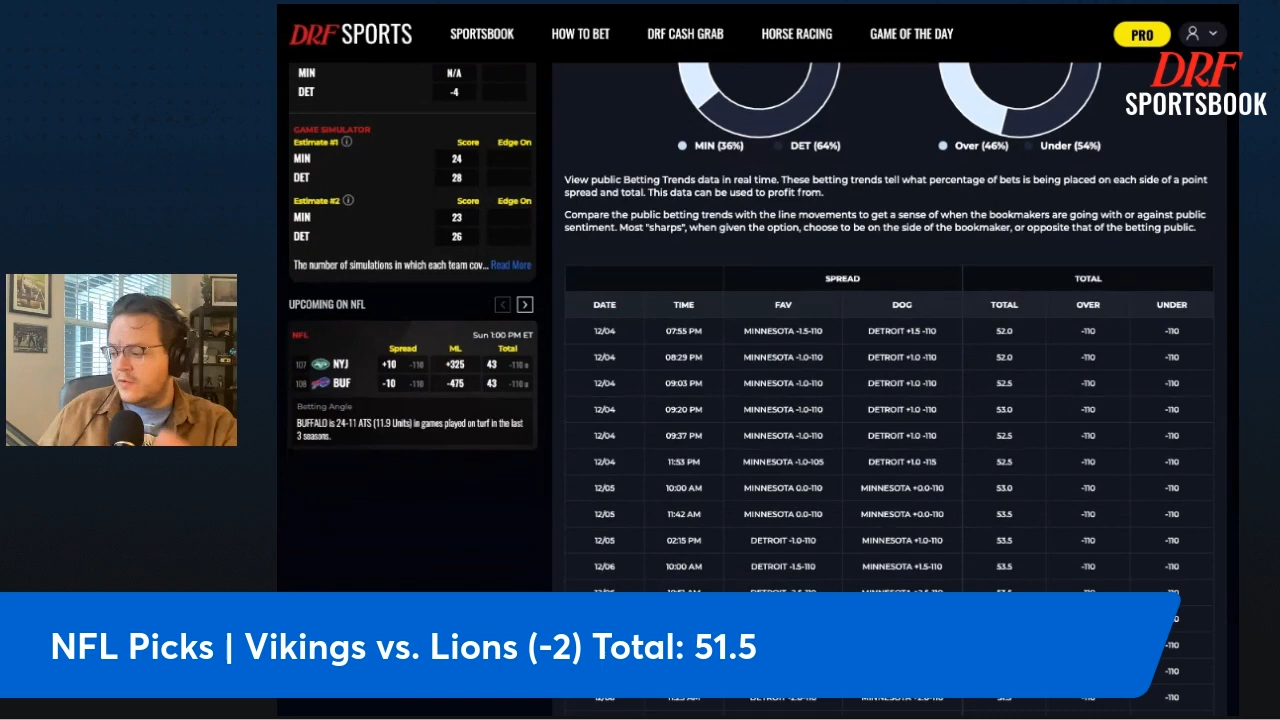 DRF SPORTS
SPORTSBOOK HOW TO BET DRF CASH GRAB HORSE RACING GAME OF THE DAY
PRO
DRF
SPORTSBOOK
MIN N/A
DET -4
GAME SIMULATOR
Estimate #1 Score Edge On
MIN 24
DET 28
Estimate #2 Score Edge On
MIN 23
DET 26
The number of simulations in which each team cov... Read More
UPCOMING ON NFL
NFL Sun 1:00 PM ET
Spread ML Total
107 NYJ +10 -110 +325 43 -110 o
108 BUF -10 -110 -475 43 -110 u
Betting Angle
BUFFALO is 24-11 ATS (11.9 Units) in games played on turf in the last
3 seasons.
MIN (36%) DET (64%)
Over (46%) Under (54%)
View public Betting Trends data in real time. These betting trends tell what percentage of bets is being placed on each side of a point
spread and total. This data can be used to profit from.
Compare the public betting trends with the line movements to get a sense of when the bookmakers are going with or against public
sentiment. Most "sharps", when given the option, choose to be on the side of the bookmaker, or opposite that of the betting public.
SPREAD TOTAL
DATE TIME FAV DOG TOTAL OVER UNDER
12/04 07:55 PM MINNESOTA -1.5-110 DETROIT +1.5 -110 52.0 -110 -110
12/04 08:29 PM MINNESOTA -1.0-110 DETROIT +1.0 -110 52.0 -110 -110
12/04 09:03 PM MINNESOTA -1.0-110 DETROIT +1.0 -110 52.5 -110 -110
12/04 09:20 PM MINNESOTA -1.0-110 DETROIT +1.0 -110 53.0 -110 -110
12/04 09:37 PM MINNESOTA -1.0-110 DETROIT +1.0 -110 52.5 -110 -110
12/04 11:53 PM MINNESOTA -1.0-105 DETROIT +1.0 -115 52.5 -110 -110
12/05 10:00 AM MINNESOTA 0.0-110 MINNESOTA +0.0-110 53.0 -110 -110
12/05 11:42 AM MINNESOTA 0.0-110 MINNESOTA +0.0-110 53.5 -110 -110
12/05 02:15 PM DETROIT -1.0-110 MINNESOTA +1.0-110 53.5 -110 -110
12/06 10:00 AM DETROIT -1.5-110 MINNESOTA +1.5-110 53.5 -110 -110
-110
-110
NFL Picks | Vikings vs. Lions (-2) Total: 51.5